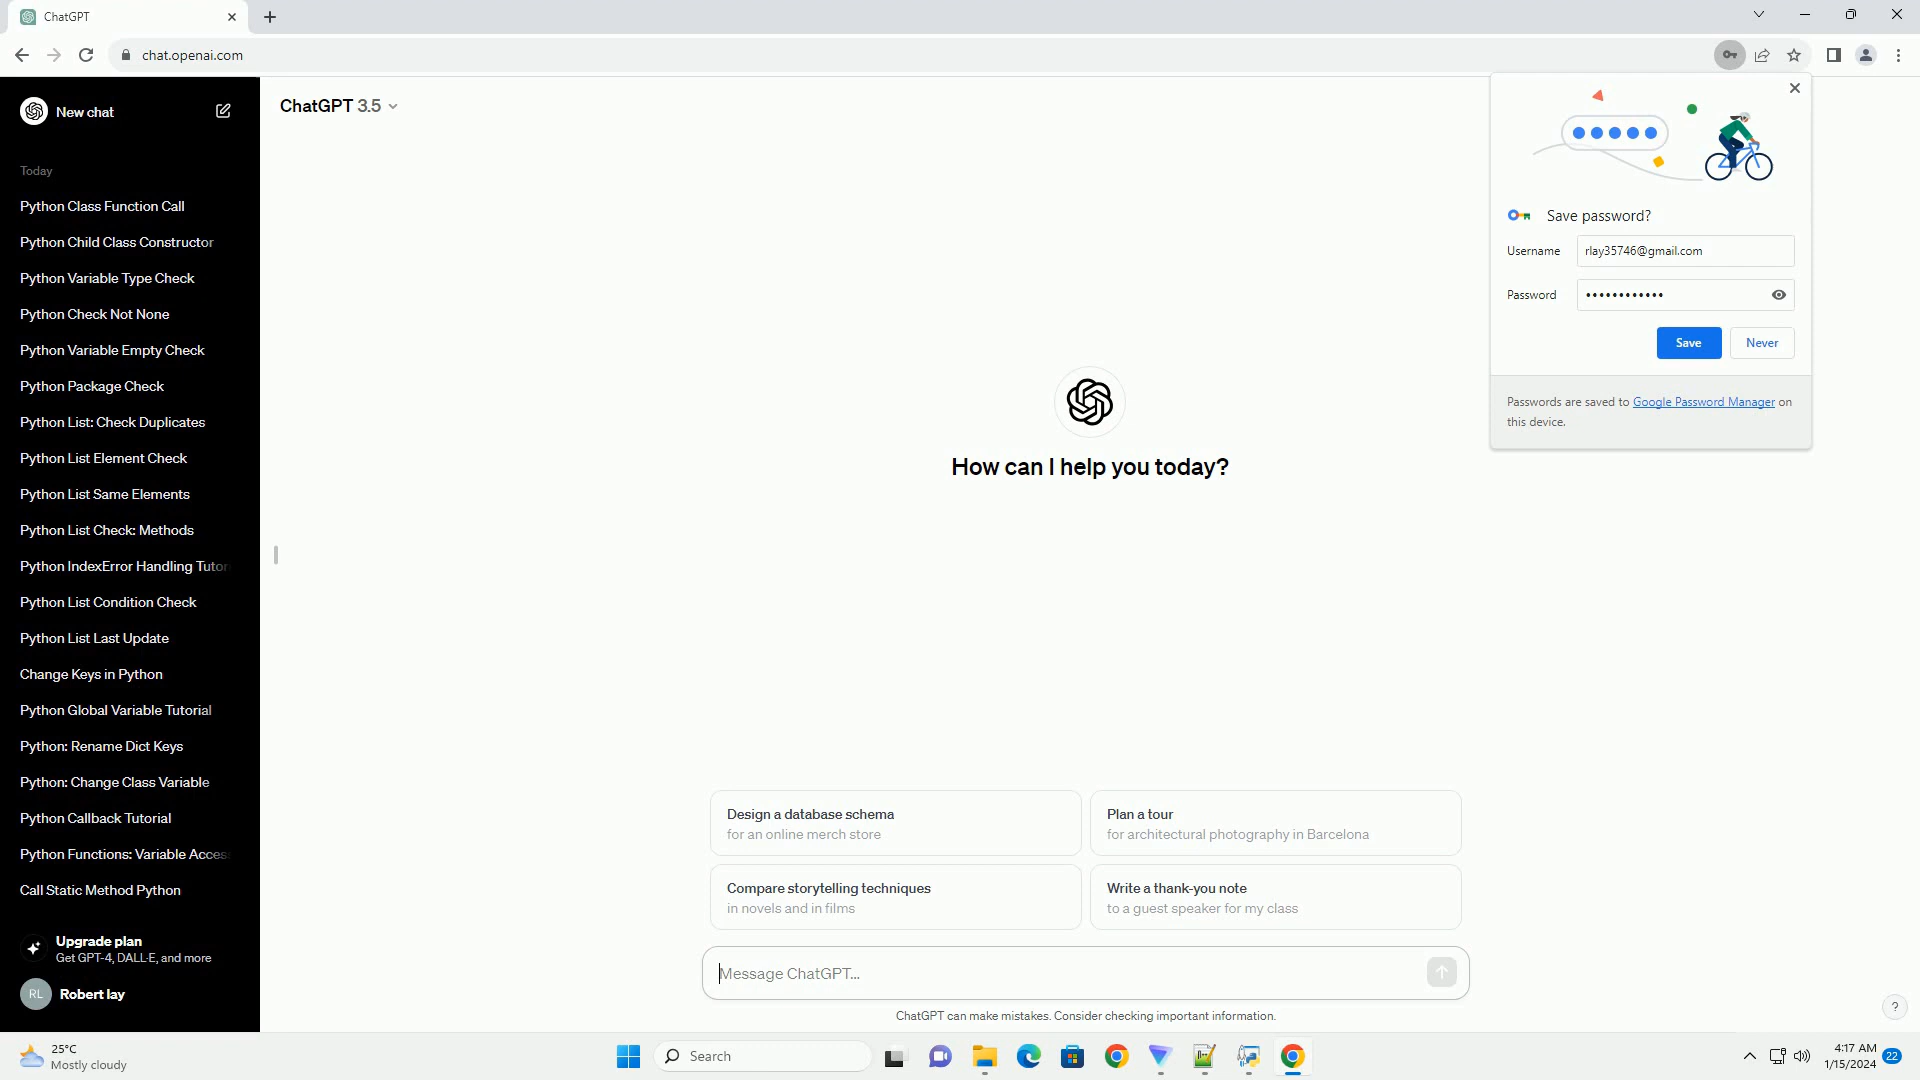 ChatGPT
chat.openai.com
New chat
Today
Python Class Function Call
Python Child Class Constructor
Python Variable Type Check
Python Check Not None
Python Variable Empty Check
Python Package Check
Python List: Check Duplicates
Python List Element Check
Python List Same Elements
Python List Check: Methods
Python IndexError Handling Tutor
Python List Condition Check
Python List Last Update
Change Keys in Python
Python Global Variable Tutorial
Python: Rename Dict Keys
Python: Change Class Variable
Python Callback Tutorial
Python Functions: Variable Acces
Call Static Method Python
Upgrade plan
Get GPT-4, DALL·E, and more
RL
Robert lay
ChatGPT 3.5
How can I help you today?
Design a database schema
for an online merch store
Plan a tour
for architectural photography in Barcelona
Compare storytelling techniques
in novels and in films
Write a thank-you note
to a guest speaker for my class
Message ChatGPT...
ChatGPT can make mistakes. Consider checking important information.
?
Save password?
Username
rlay35746@gmail.com
Password
••••••••••••
Save
Never
Passwords are saved to Google Password Manager on
this device.
25°C
Mostly cloudy
Search
4:17 AM
1/15/2024
22